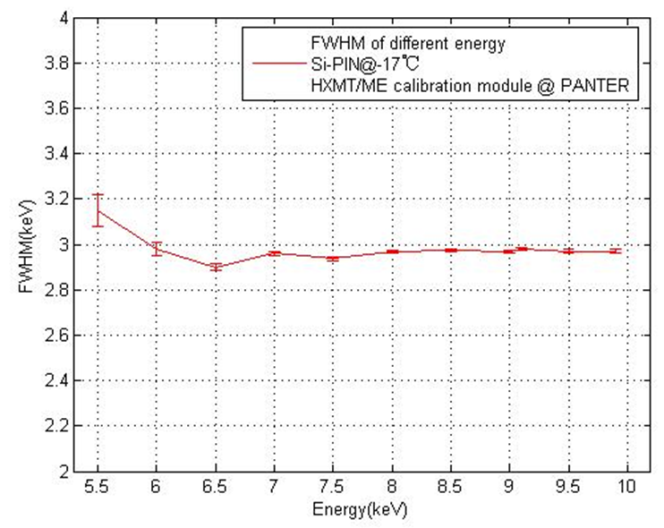 4
3.8
3.6
3.4
3.2
3
2.8
2.6
2.4
2.2
2
FWHM(keV)
FWHM of different energy
Si-PIN@-17℃
HXMT/ME calibration module @ PANTER
5.5 6 6.5 7 7.5 8 8.5 9 9.5 10
Energy(keV)